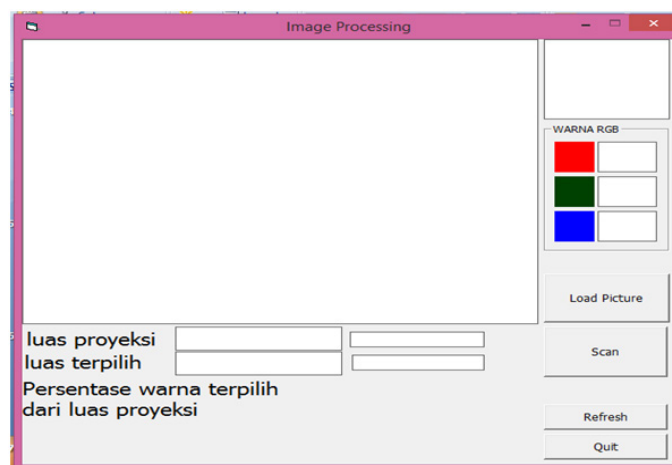 Image Processing
WARNA RGB
Load Picture
luas proyeksi
luas terpilih
Scan
Persentase warna terpilih
dari luas proyeksi
Refresh
Quit